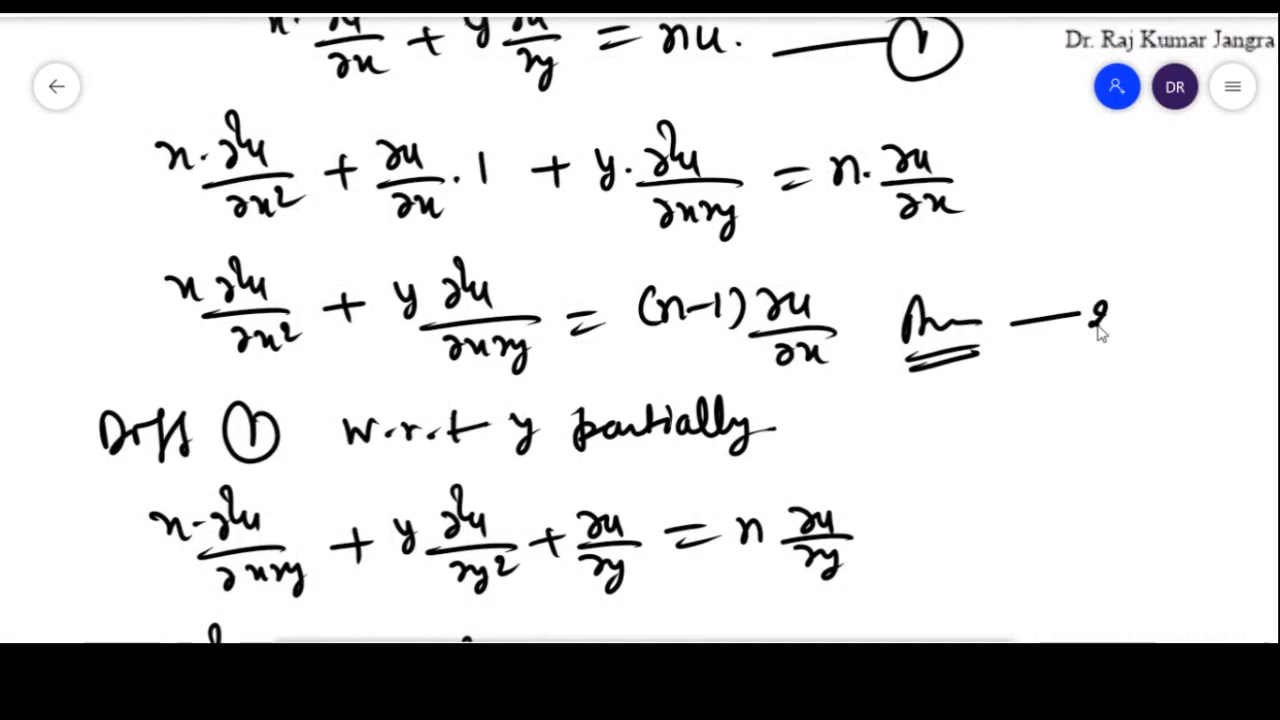 x · ∂u/∂x + y ∂u/∂y = nu. —— ①
Dr. Raj Kumar Jangra
DR
x · ∂²u/∂x² + ∂u/∂x · 1 + y · ∂²u/∂x∂y = n · ∂u/∂x
x ∂²u/∂x² + y ∂²u/∂x∂y = (n-1) ∂u/∂x Ans — 2
Diff ① w.r.t y partially
x · ∂²u/∂x∂y + y ∂²u/∂y² + ∂u/∂y = n ∂u/∂y